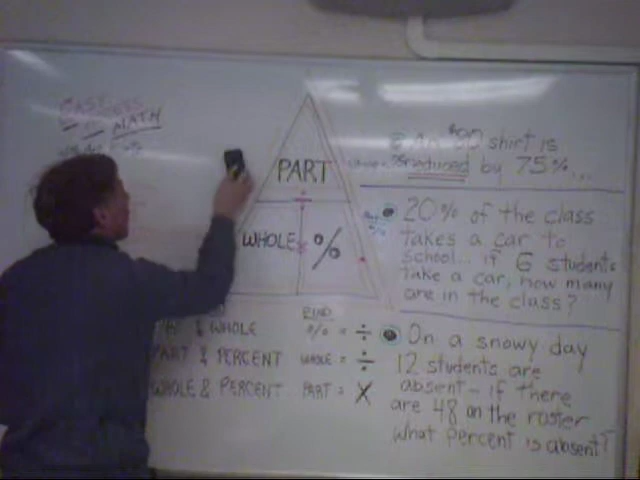 MATH
PART
WHOLE %
$80 shirt is
reduced by 75%...
20% of the class
takes a car to
school... if 6 students
take a car, how many
are in the class?
FIND
& WHOLE % = ÷
PART & PERCENT WHOLE = ÷
WHOLE & PERCENT PART = X
On a snowy day
12 students are
absent... if there
are 48 on the roster
what percent is absent?